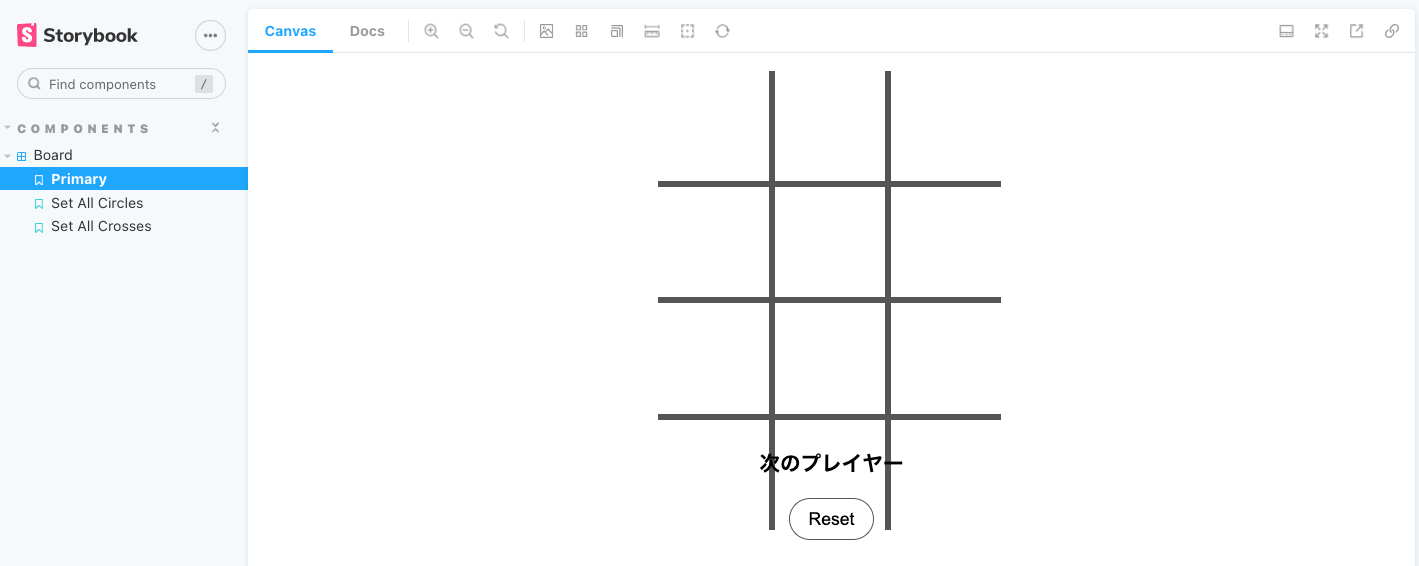 Storybook
Find components /
COMPONENTS
Board
Primary
Set All Circles
Set All Crosses
Canvas Docs
次のプレイヤー
Reset